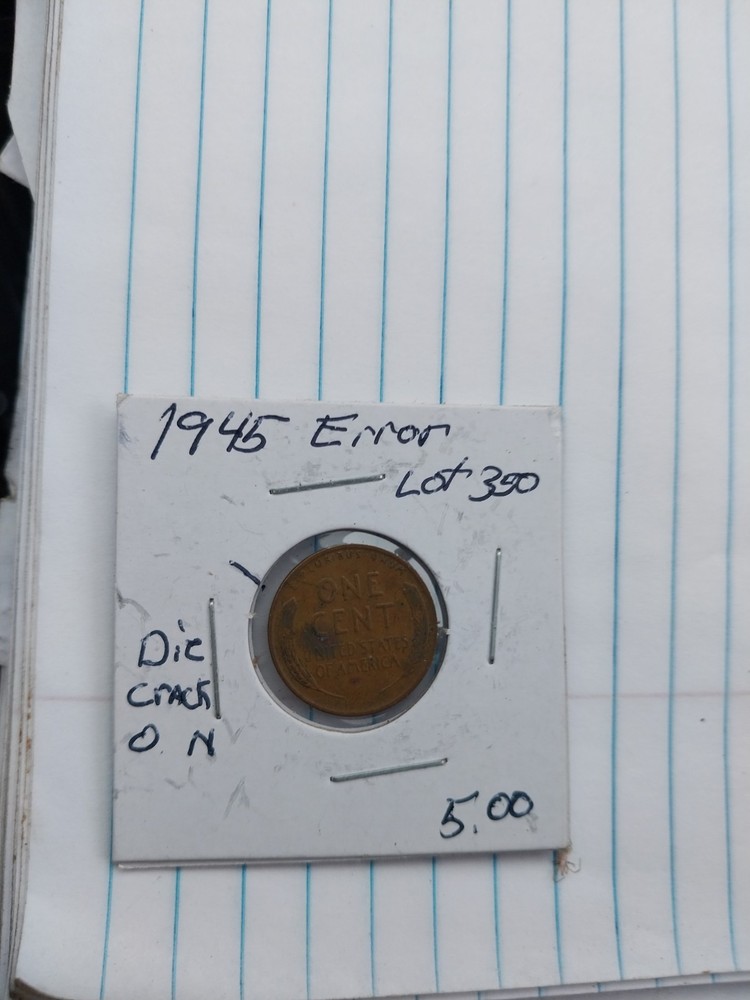 1945 Error
Lot 350
ONE
CENT
UNITED STATES
OF AMERICA
Die
Crack
O N
5.00